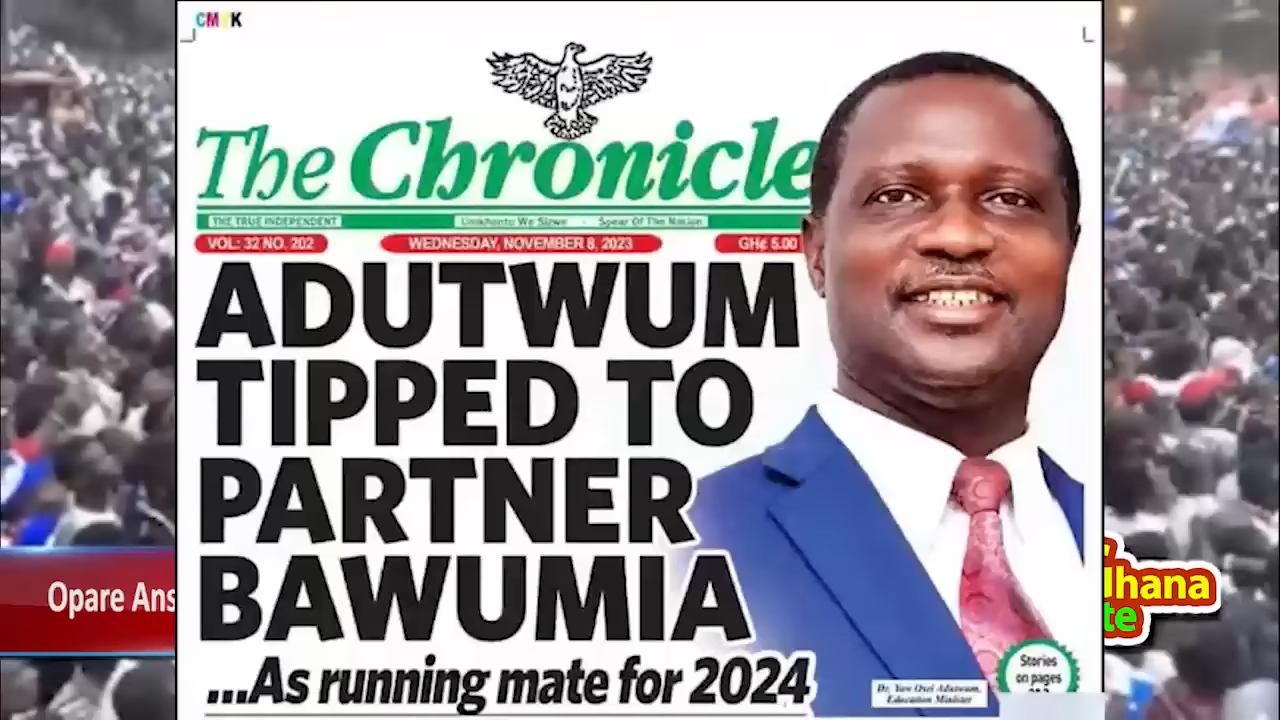 CMYK
The Chronicle
THE TRUE INDEPENDENT Umkhonto We Sizwe - Spear Of The Nation
VOL: 32 NO. 202 WEDNESDAY, NOVEMBER 8, 2023 GH¢ 5.00
ADUTWUM
TIPPED TO
PARTNER
BAWUMIA
...As running mate for 2024
Dr. Yaw Osei Adutwum,
Education Minister
Stories
on pages
Opare Ans